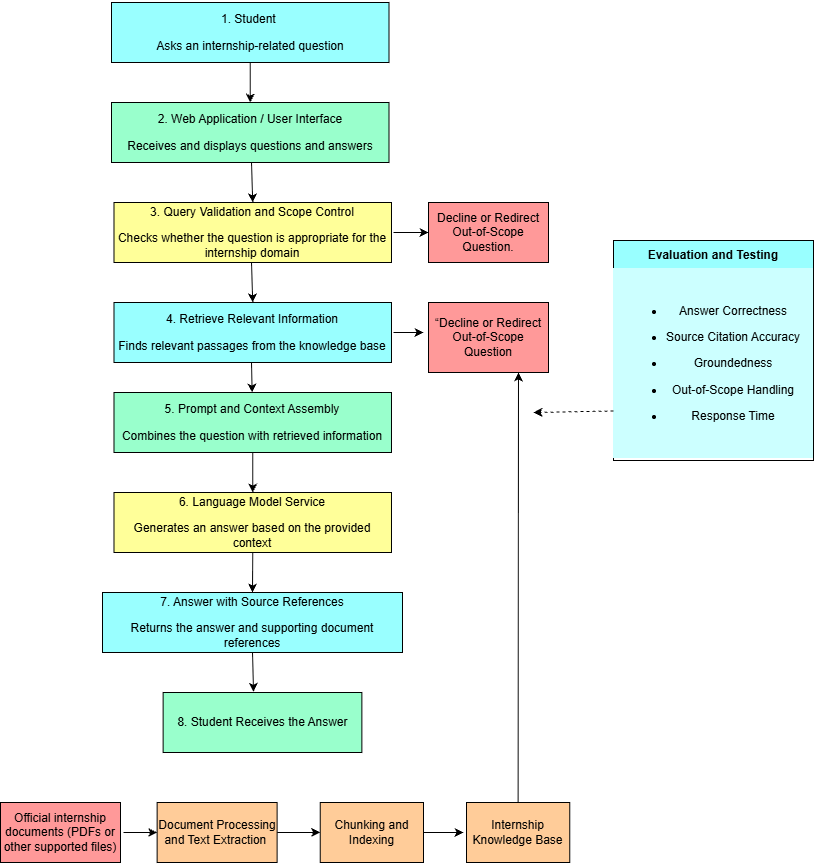 1. Student
Asks an internship-related question
2. Web Application / User Interface
Receives and displays questions and answers
3. Query Validation and Scope Control
Checks whether the question is appropriate for the
internship domain
Decline or Redirect
Out-of-Scope
Question.
4. Retrieve Relevant Information
Finds relevant passages from the knowledge base
“Decline or Redirect
Out-of-Scope
Question
Evaluation and Testing
• Answer Correctness
• Source Citation Accuracy
• Groundedness
• Out-of-Scope Handling
• Response Time
5. Prompt and Context Assembly
Combines the question with retrieved information
6. Language Model Service
Generates an answer based on the provided
context
7. Answer with Source References
Returns the answer and supporting document
references
8. Student Receives the Answer
Official internship
documents (PDFs or
other supported files)
Document Processing
and Text Extraction
Chunking and
Indexing
Internship
Knowledge Base